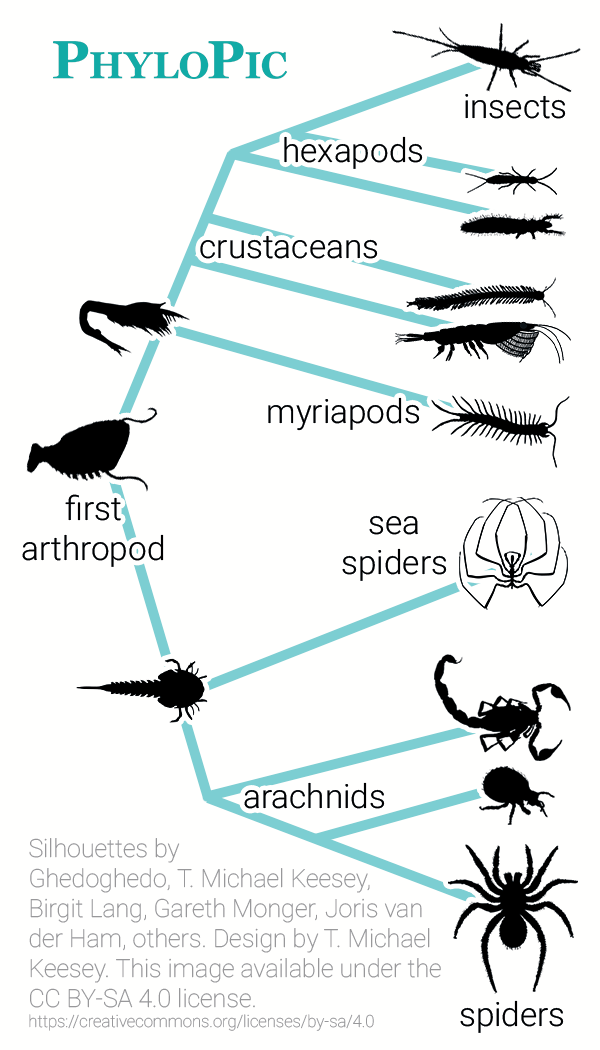 PHYLOPIC
insects
hexapods
crustaceans
myriapods
first
arthropod
sea
spiders
arachnids
Silhouettes by
Ghedoghedo, T. Michael Keesey,
Birgit Lang, Gareth Monger, Joris van
der Ham, others. Design by T. Michael
Keesey. This image available under the
CC BY-SA 4.0 license.
https://creativecommons.org/licenses/by-sa/4.0
spiders